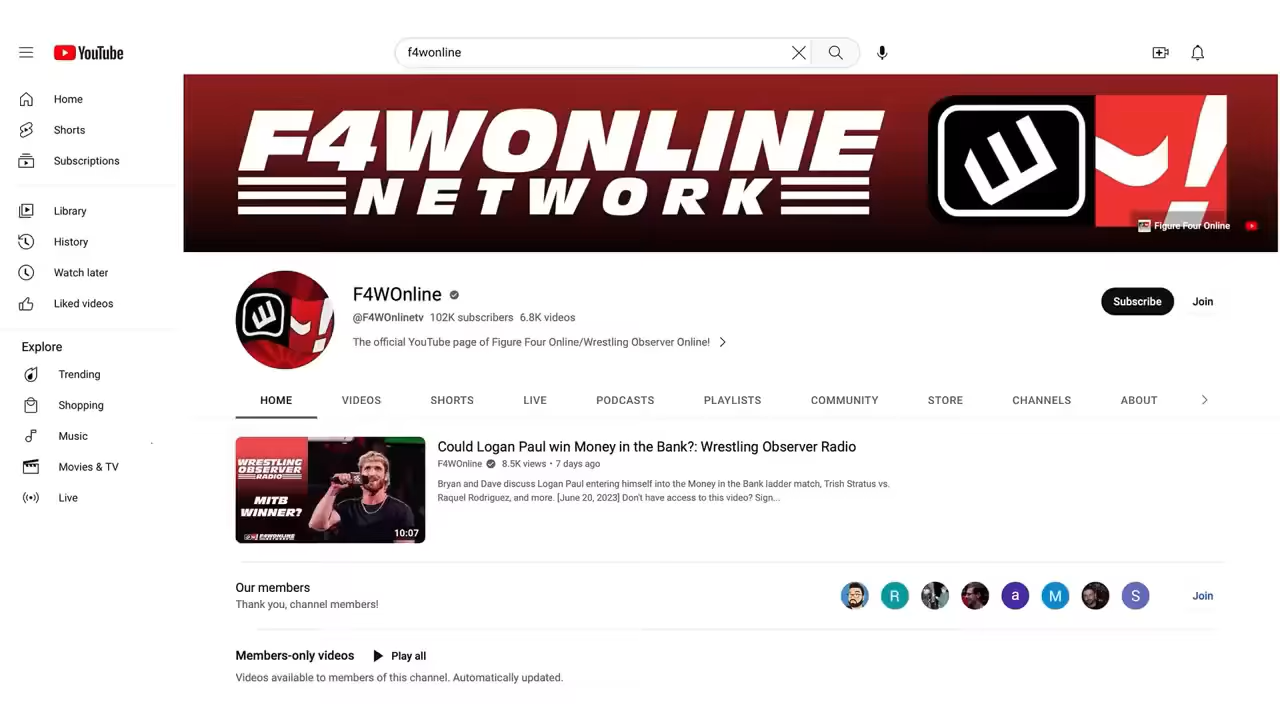 YouTube
f4wonline
Home
Shorts
Subscriptions
Library
History
Watch later
Liked videos
Explore
Trending
Shopping
Music
Movies & TV
Live
F4WONLINE
NETWORK
Figure Four Online
F4WOnline
@F4WOnlinetv 102K subscribers 6.8K videos
The official YouTube page of Figure Four Online/Wrestling Observer Online!
Subscribe
Join
HOME VIDEOS SHORTS LIVE PODCASTS PLAYLISTS COMMUNITY STORE CHANNELS ABOUT
WRESTLING
OBSERVER
RADIO
MITB
WINNER?
F4WONLINE
NETWORK
10:07
Could Logan Paul win Money in the Bank?: Wrestling Observer Radio
F4WOnline 8.5K views • 7 days ago
Bryan and Dave discuss Logan Paul entering himself into the Money in the Bank ladder match, Trish Stratus vs.
Raquel Rodriguez, and more. [June 20, 2023] Don't have access to this video? Sign...
Our members
Thank you, channel members!
R
a
M
S
Join
Members-only videos Play all
Videos available to members of this channel. Automatically updated.